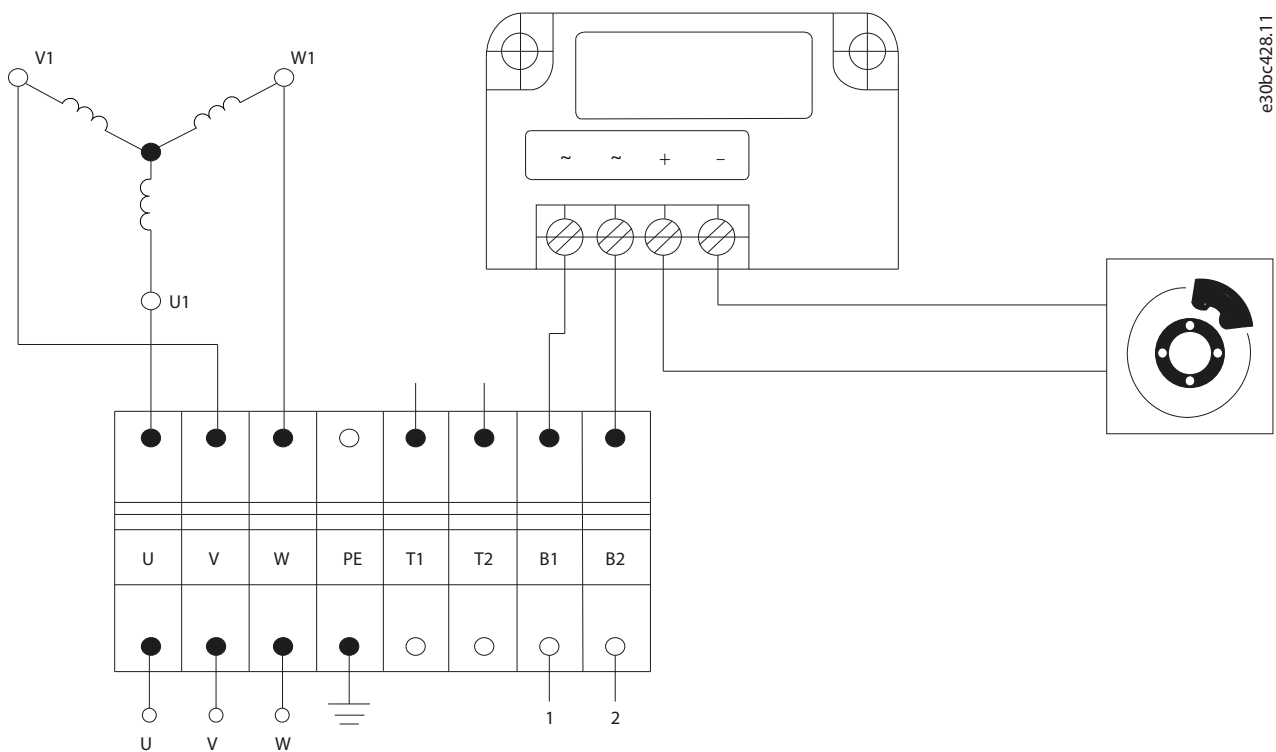 e30bc428.11
V1 W1
~ ~ + –
U1
U V W PE T1 T2 B1 B2
1 2
U V W